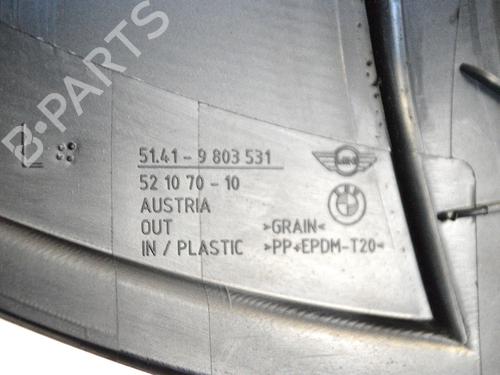 B-PARTS
L
51.41 - 9 803 531
52 10 70 - 10
AUSTRIA
OUT >GRAIN<
IN / PLASTIC >PP+EPDM-T20<